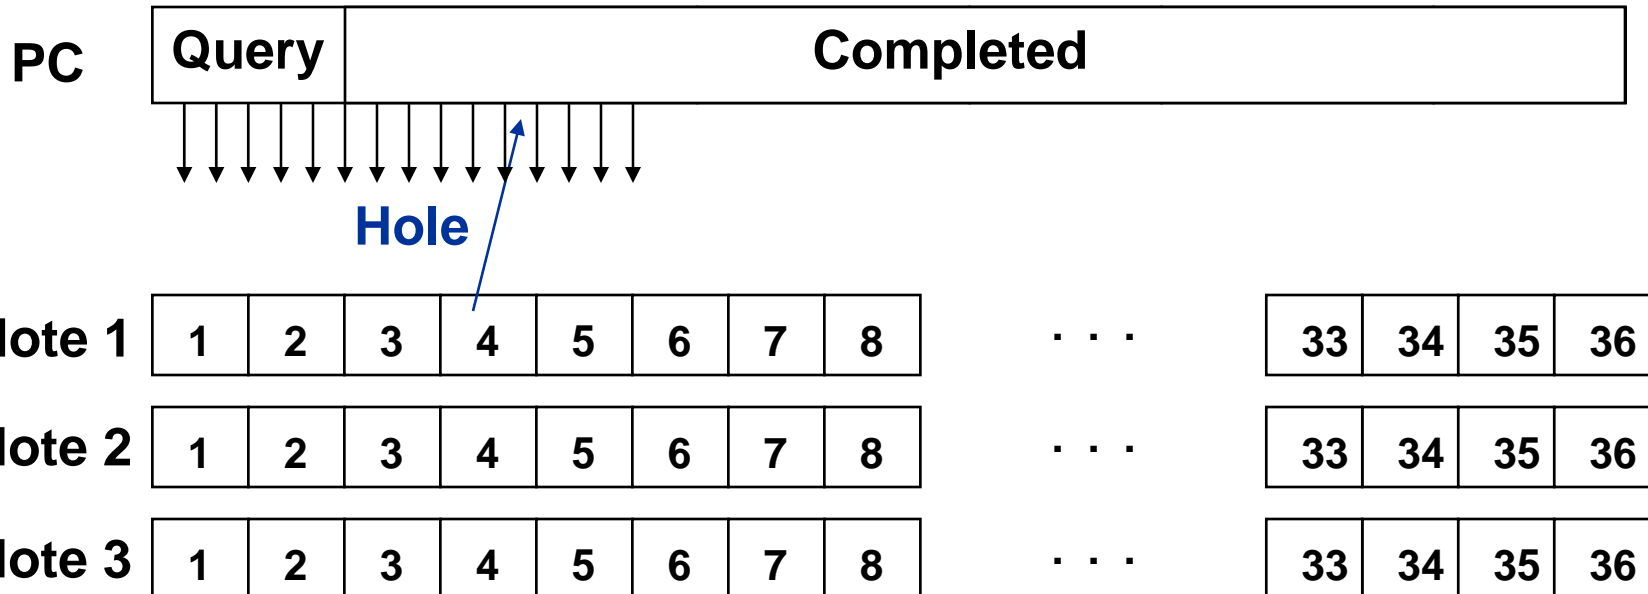 PC Query Completed
Hole
lote 1 1 2 3 4 5 6 7 8 . . . 33 34 35 36
lote 2 1 2 3 4 5 6 7 8 . . . 33 34 35 36
lote 3 1 2 3 4 5 6 7 8 . . . 33 34 35 36